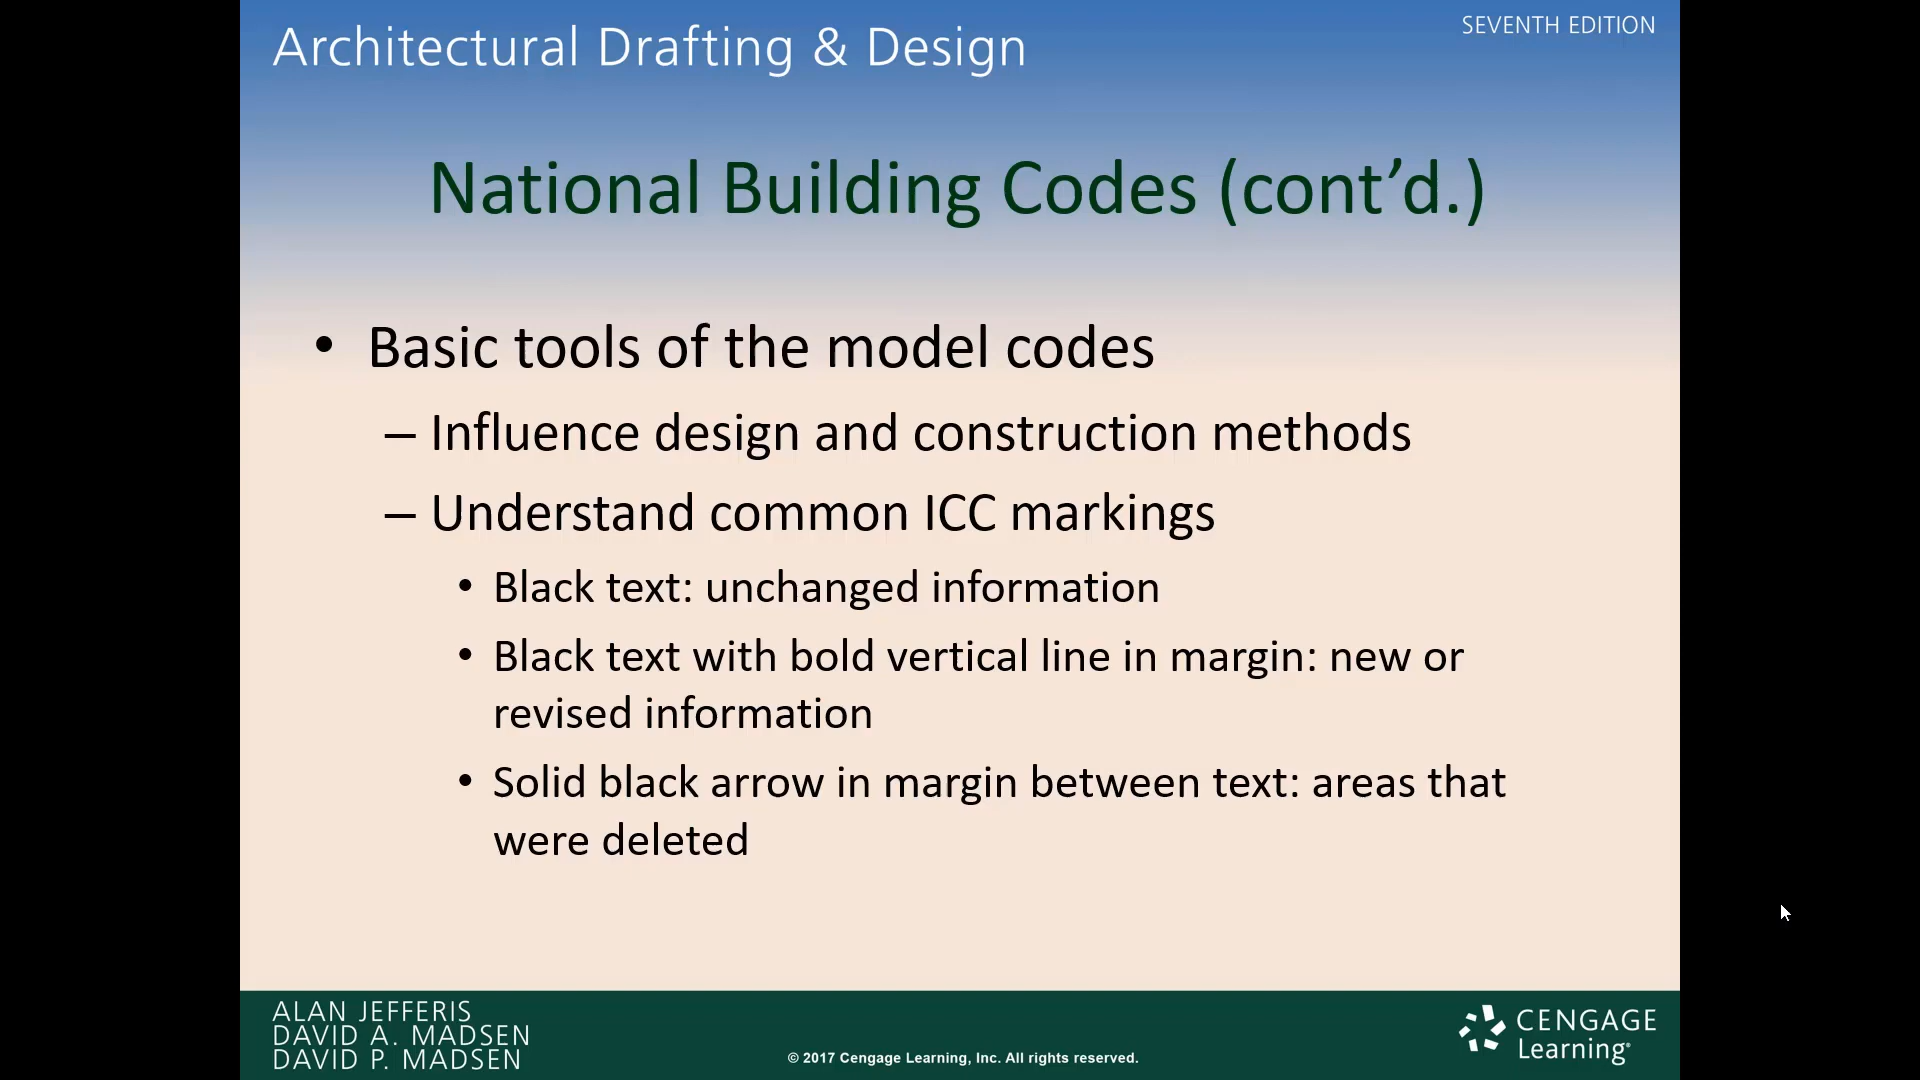 Architectural Drafting & Design
SEVENTH EDITION
National Building Codes (cont’d.)
• Basic tools of the model codes
– Influence design and construction methods
– Understand common ICC markings
• Black text: unchanged information
• Black text with bold vertical line in margin: new or
revised information
• Solid black arrow in margin between text: areas that
were deleted
ALAN JEFFERIS
DAVID A. MADSEN
DAVID P. MADSEN
© 2017 Cengage Learning, Inc. All rights reserved.
CENGAGE
Learning®